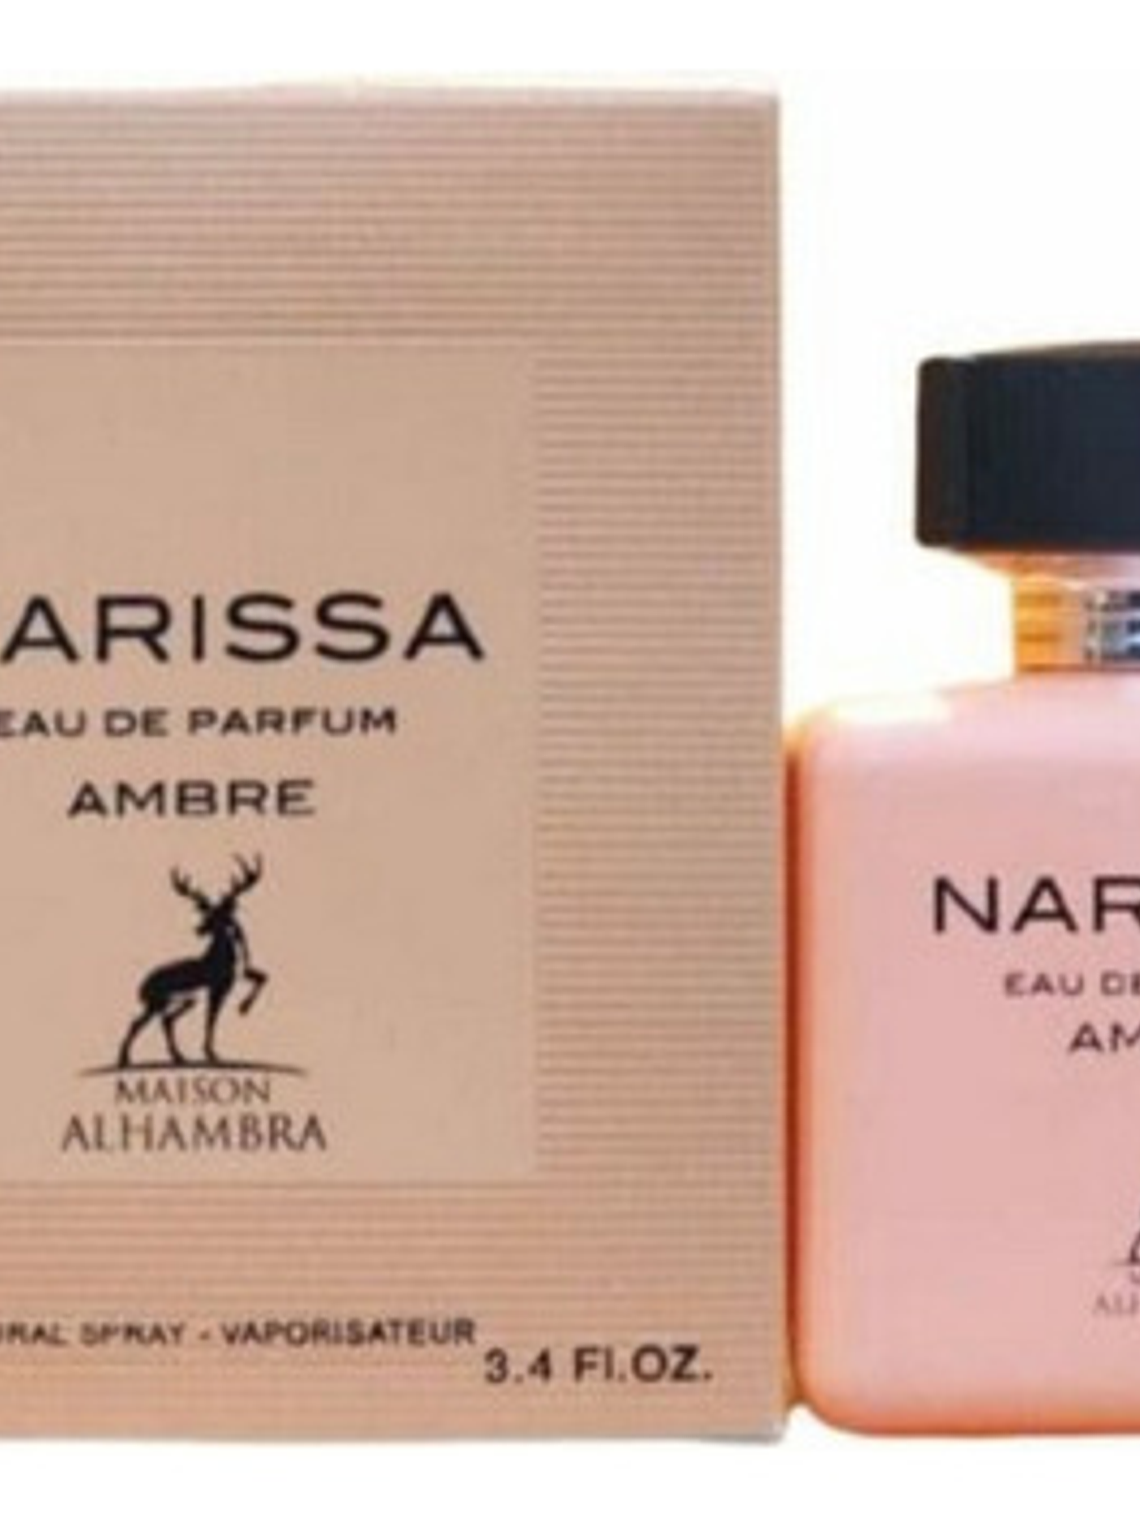 ARISSA
EAU DE PARFUM
AMBRE
MAISON
ALHAMBRA
RAL SPRAY - VAPORISATEUR
3.4 Fl.OZ.
NAR
EAU DE
AM